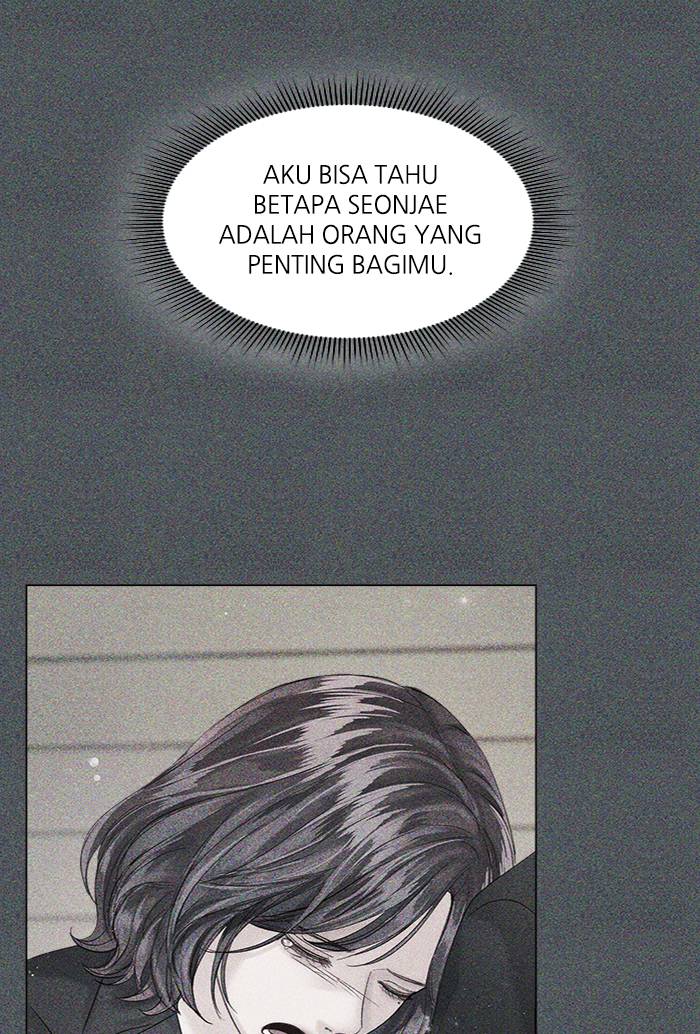 AKU BISA TAHU
BETAPA SEONJAE
ADALAH ORANG YANG
PENTING BAGIMU.